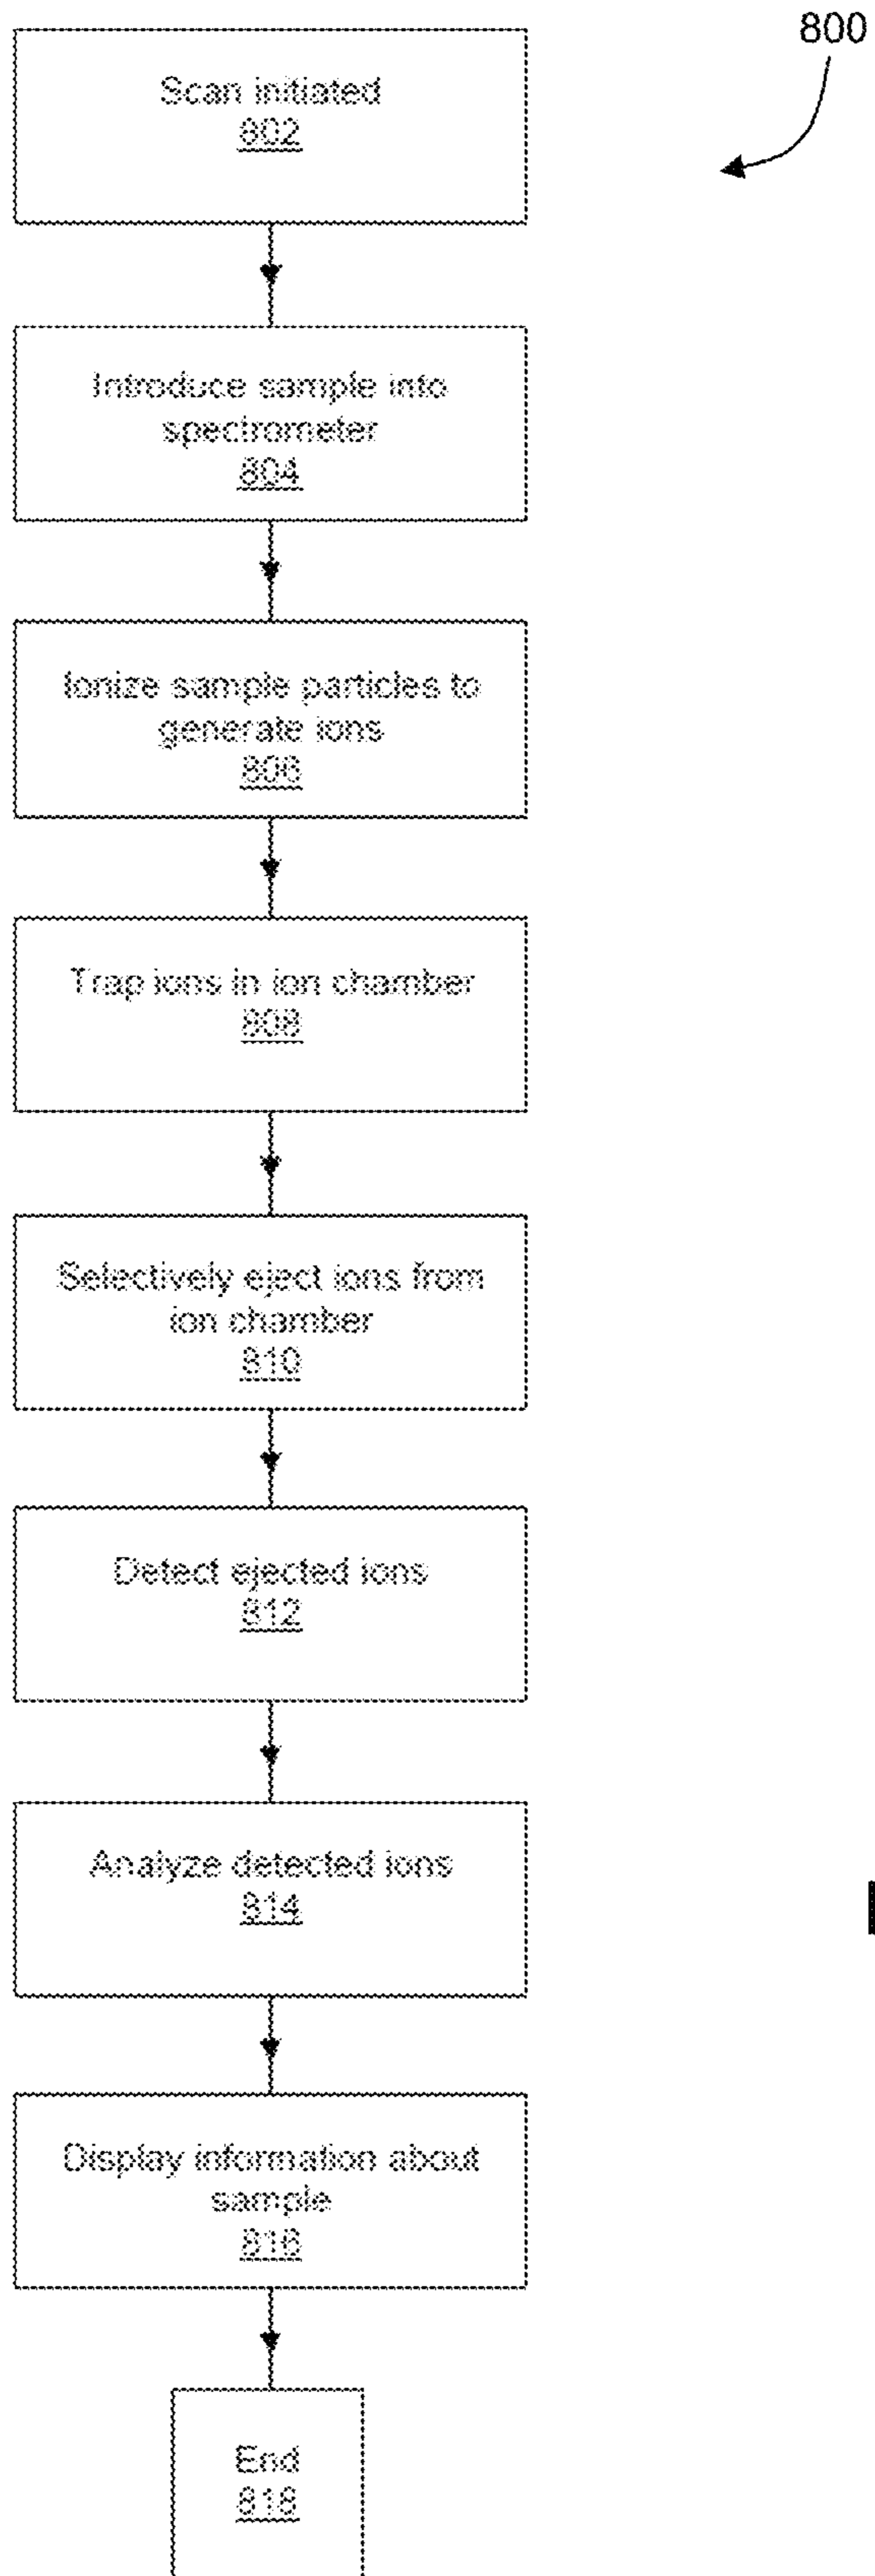 800
Scan initiated
802
Introduce sample into
spectrometer
804
Ionize sample particles to
generate ions
806
Trap ions in ion chamber
808
Selectively eject ions from
ion chamber
810
Detect ejected ions
812
Analyze detected ions
814
Display information about
sample
816
End
818